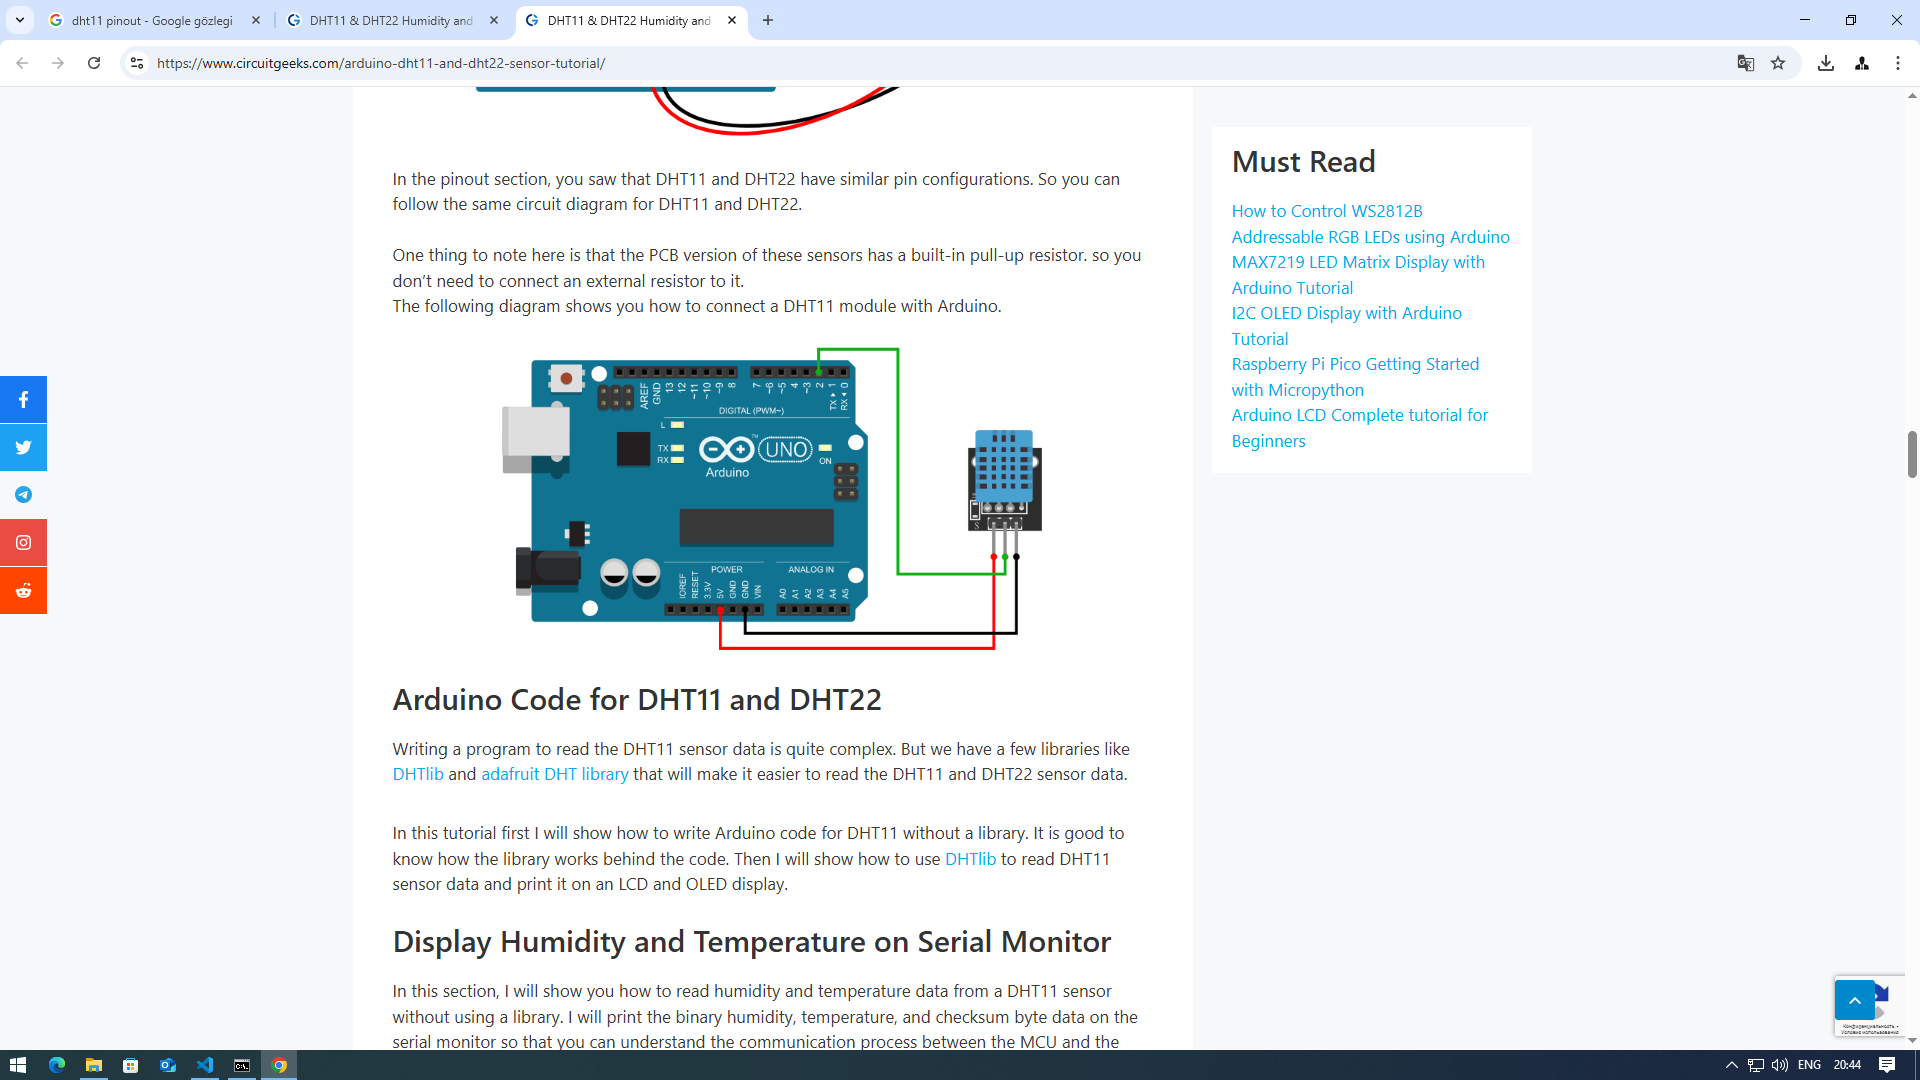 dht11 pinout - Google gözlegi
DHT11 & DHT22 Humidity and
DHT11 & DHT22 Humidity and
https://www.circuitgeeks.com/arduino-dht11-and-dht22-sensor-tutorial/
In the pinout section, you saw that DHT11 and DHT22 have similar pin configurations. So you can
follow the same circuit diagram for DHT11 and DHT22.
One thing to note here is that the PCB version of these sensors has a built-in pull-up resistor. so you
don’t need to connect an external resistor to it.
The following diagram shows you how to connect a DHT11 module with Arduino.
AREF
GND
13
12
~11
~10
~9
8
7
~6
~5
4
~3
2
TX▸ 1
RX◂ 0
DIGITAL (PWM~)
L
TX
RX
UNO
TM
Arduino
ON
S
POWER
ANALOG IN
IOREF
RESET
3.3V
5V
GND
GND
VIN
A0
A1
A2
A3
A4
A5
Arduino Code for DHT11 and DHT22
Writing a program to read the DHT11 sensor data is quite complex. But we have a few libraries like
DHTlib and adafruit DHT library that will make it easier to read the DHT11 and DHT22 sensor data.
In this tutorial first I will show how to write Arduino code for DHT11 without a library. It is good to
know how the library works behind the code. Then I will show how to use DHTlib to read DHT11
sensor data and print it on an LCD and OLED display.
Display Humidity and Temperature on Serial Monitor
In this section, I will show you how to read humidity and temperature data from a DHT11 sensor
without using a library. I will print the binary humidity, temperature, and checksum byte data on the
serial monitor so that you can understand the communication process between the MCU and the
Must Read
How to Control WS2812B
Addressable RGB LEDs using Arduino
MAX7219 LED Matrix Display with
Arduino Tutorial
I2C OLED Display with Arduino
Tutorial
Raspberry Pi Pico Getting Started
with Micropython
Arduino LCD Complete tutorial for
Beginners
Конфиденциальность -
Условия использования
ENG
20:44